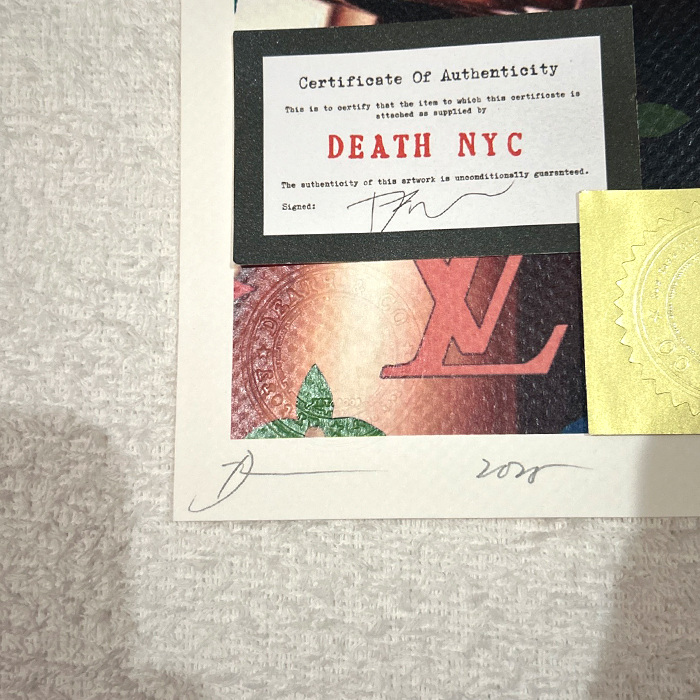 Certificate Of Authenticity
This is to certify that the item to which this certificate is
attached as supplied by
DEATH NYC
The authenticity of this artwork is unconditionally guaranteed.
Signed:
LV